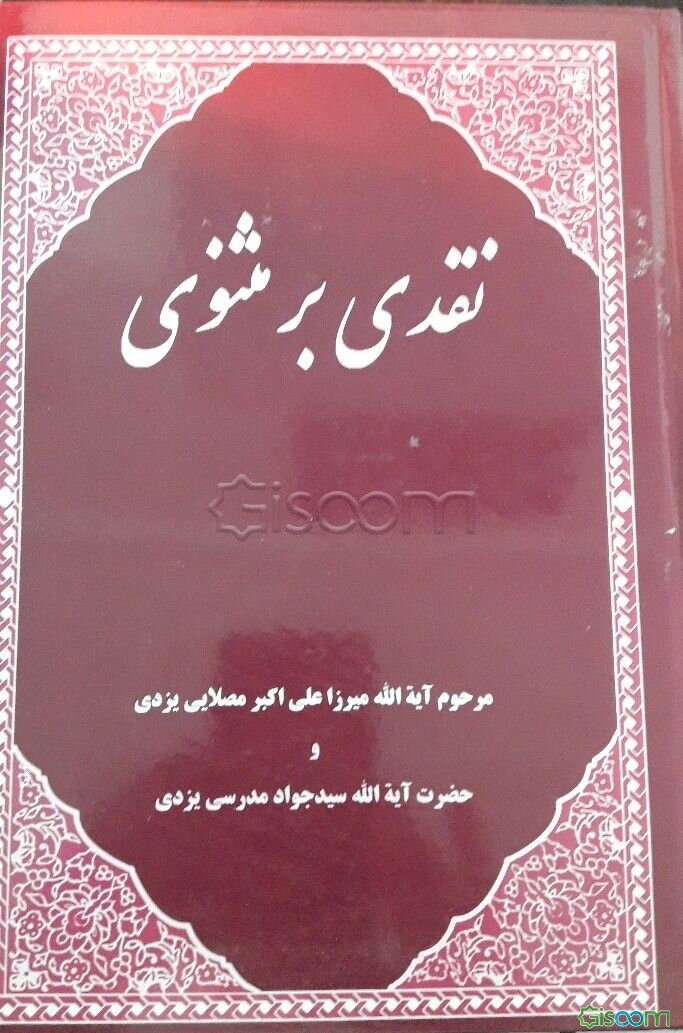 نقدی بر مثنوی
Gisoom
مرحوم آیة الله میرزا علی اکبر مصلایی یزدی
و
حضرت آیة الله سیدجواد مدرسی یزدی
Gisoom